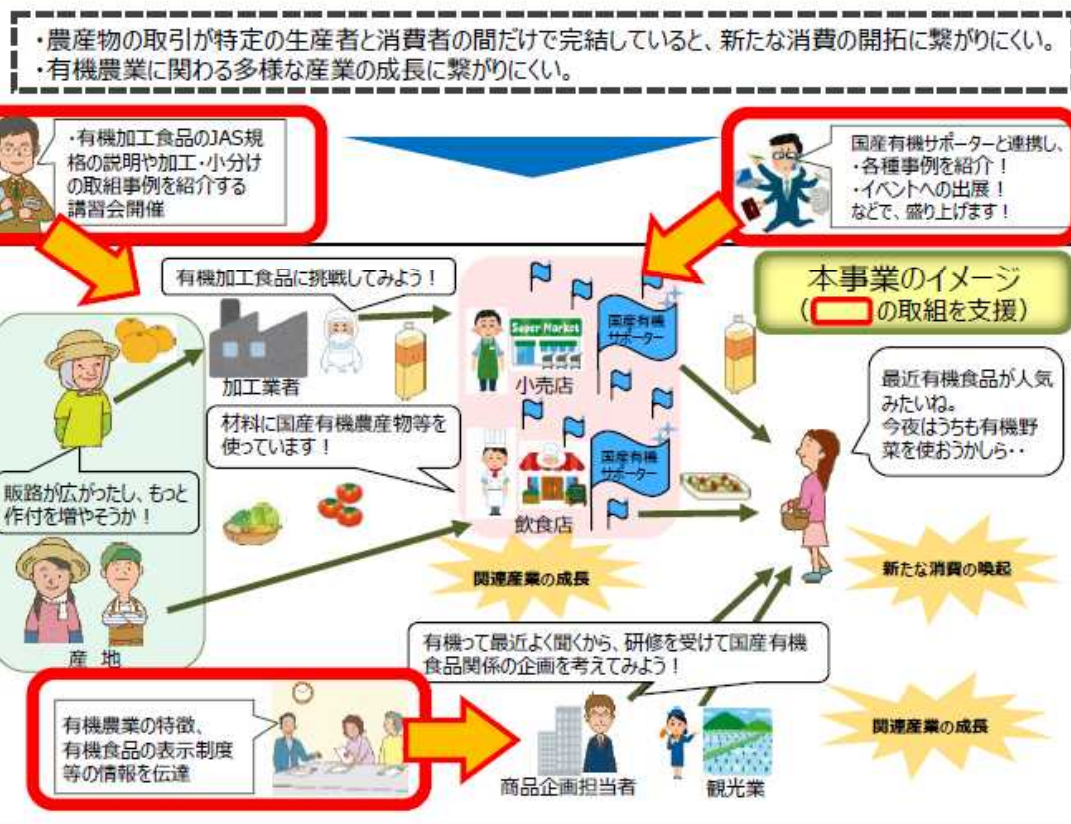 ・農産物の取引が特定の生産者と消費者の間だけで完結していると、新たな消費の開拓に繋がりにくい。
・有機農業に関わる多様な産業の成長に繋がりにくい。
・有機加工食品のJAS規
格の説明や加工・小分け
の取組事例を紹介する
講習会開催
国産有機サポーターと連携し、
・各種事例を紹介！
・イベントへの出展！
などで、盛り上げます！
本事業のイメージ
（の取組を支援）
有機加工食品に挑戦してみよう！
加工業者
Super Market
小売店
国産有機
サポーター
最近有機食品が人気
みたいね。
今夜はうちも有機野
菜を使おうかしら・・
材料に国産有機農産物等を
使っています！
国産有機
サポーター
飲食店
販路が広がったし、もっと
作付を増やそうか！
産 地
関連産業の成長
新たな消費の喚起
有機って最近よく聞くから、研修を受けて国産有機
食品関係の企画を考えてみよう！
有機農業の特徴、
有機食品の表示制度
等の情報を伝達
商品企画担当者
観光業
関連産業の成長